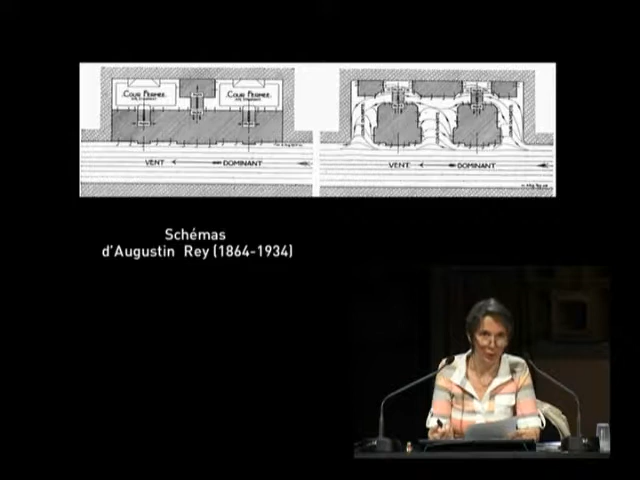 COUR FERMÉE
COUR FERMÉE
VENT
DOMINANT
VENT
DOMINANT
Schémas
d'Augustin Rey (1864-1934)